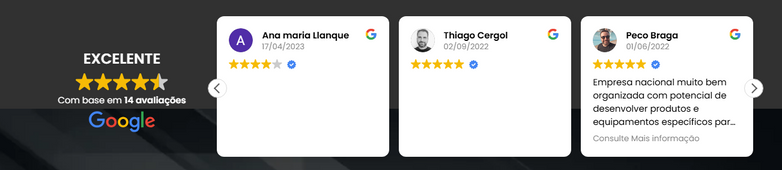 EXCELENTE
Com base em 14 avaliações
Google
A
Ana maria Llanque
17/04/2023
Thiago Cergol
02/09/2022
Peco Braga
01/06/2022
Empresa nacional muito bem
organizada com potencial de
desenvolver produtos e
equipamentos específicos par...
Consulte Mais informação